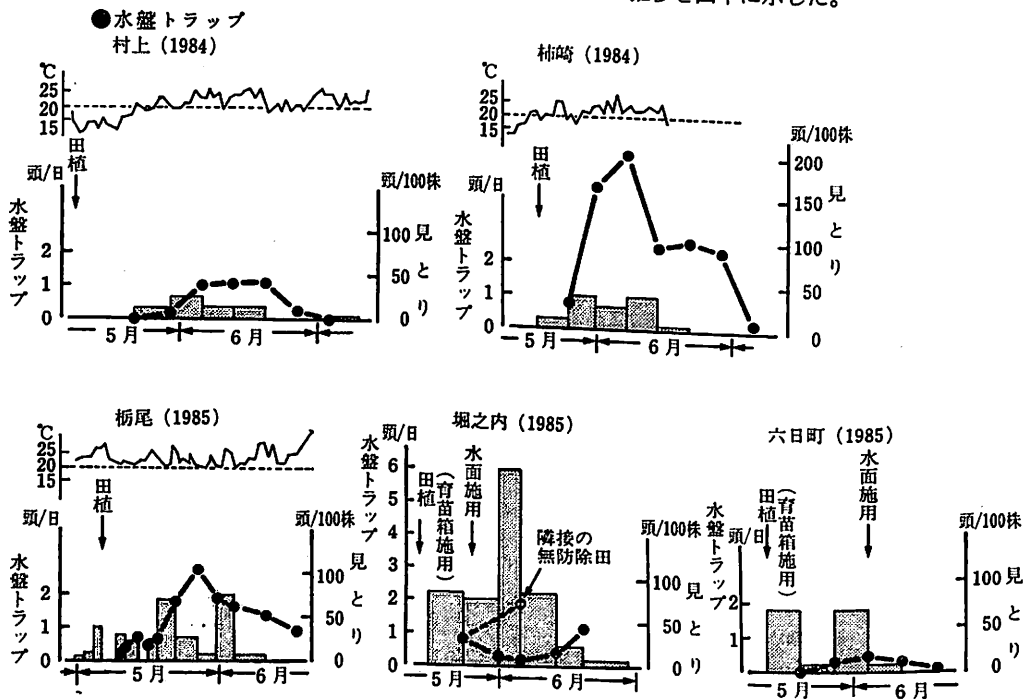 推しを図中に示した。
●水盤トラップ
村上（1984）
℃
25
20
15
田植
頭/日
頭/100株
水盤トラップ
2
1
0
100
50
0
見とり
5月
6月
柿崎（1984）
℃
25
20
15
田植
頭/日
頭/100株
水盤トラップ
2
1
0
200
150
100
50
0
見とり
5月
6月
栃尾（1985）
℃
25
20
15
田植
頭/日
頭/100株
水盤トラップ
2
1
0
100
50
0
見とり
5月
6月
堀之内（1985）
頭/日
水盤トラップ
6
5
4
3
2
1
0
田植
（育苗箱施用）
水面施用
隣接の
無防除田
頭/100株
100
50
0
見とり
5月
6月
六日町（1985）
水盤トラップ
頭/日
2
1
田植
（育苗箱施用）
水面施用
頭/100株
100
50
0
見とり
5月
6月